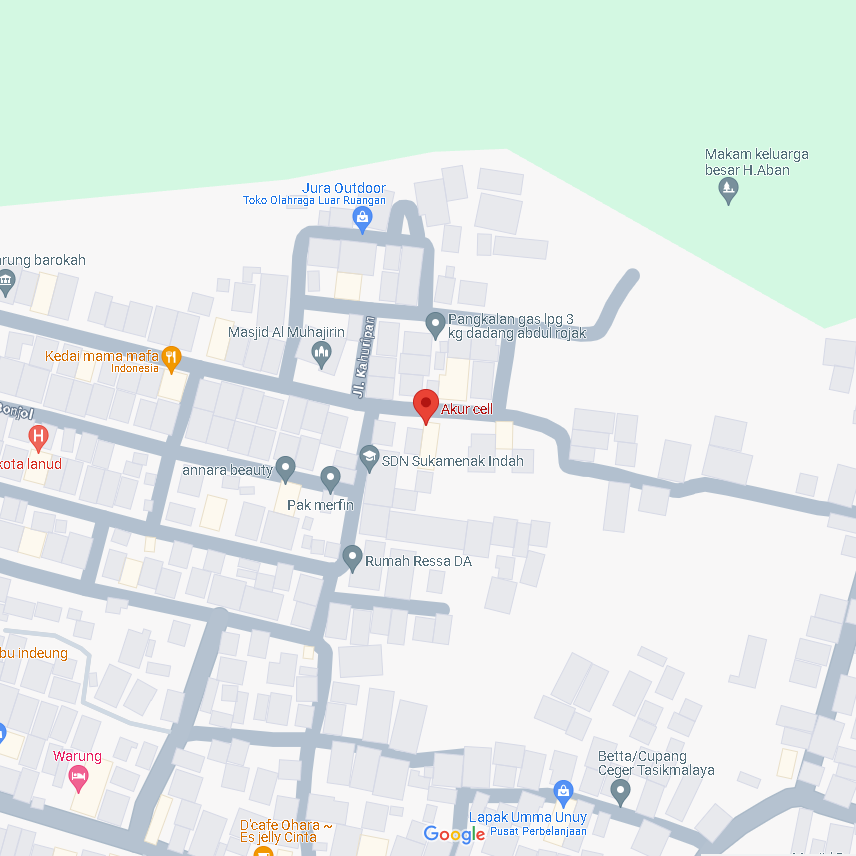 Makam keluarga
besar H.Aban
Jura Outdoor
Toko Olahraga Luar Ruangan
rung barokah
Pangkalan gas lpg 3
kg dadang abdul rojak
Masjid Al Muhajirin
Jl. Kahuripan
Kedai mama mafa
Indonesia
Akur cell
onjol
H
kota lanud
SDN Sukamenak Indah
annara beauty
Pak merfin
Rumah Ressa DA
bu indeung
Warung
Betta/Cupang
Ceger Tasikmalaya
Lapak Umma Unuy
Pusat Perbelanjaan
D'cafe Ohara ~
Es jelly Cinta
Google